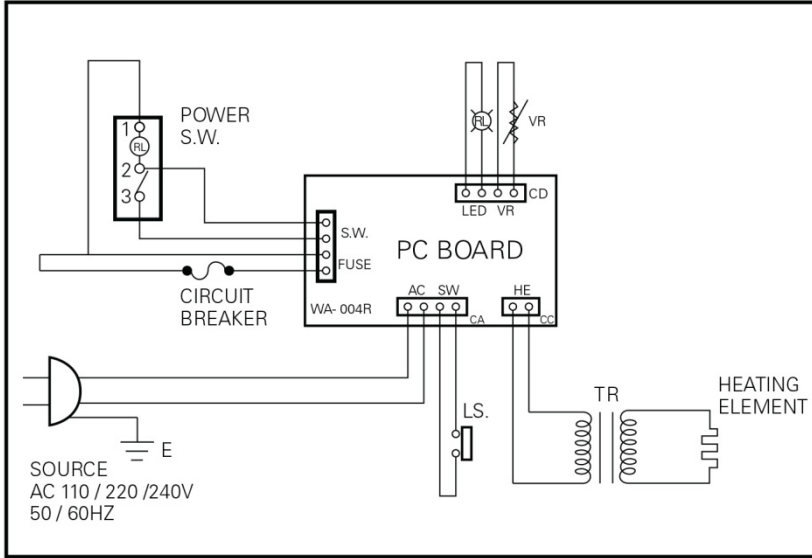 POWER
S.W.
1
RL
2
3
RL
VR
CD
LED VR
S.W.
PC BOARD
FUSE
CIRCUIT
BREAKER
WA- 004R
AC SW
HE
CA
CC
LS.
TR
HEATING
ELEMENT
E
SOURCE
AC 110 / 220 /240V
50 / 60HZ